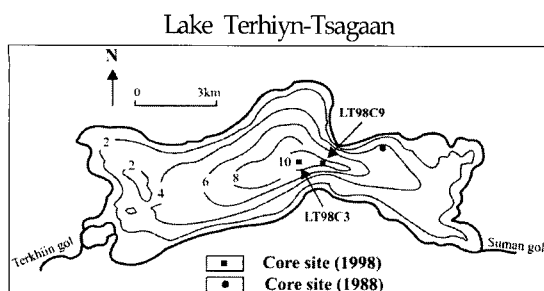 Lake Terhiyn-Tsagaan
N
0 3km
LT98C9
2
2
4
6
8
10
LT98C3
Terkhiin gol
Suman gol
Core site (1998)
Core site (1988)